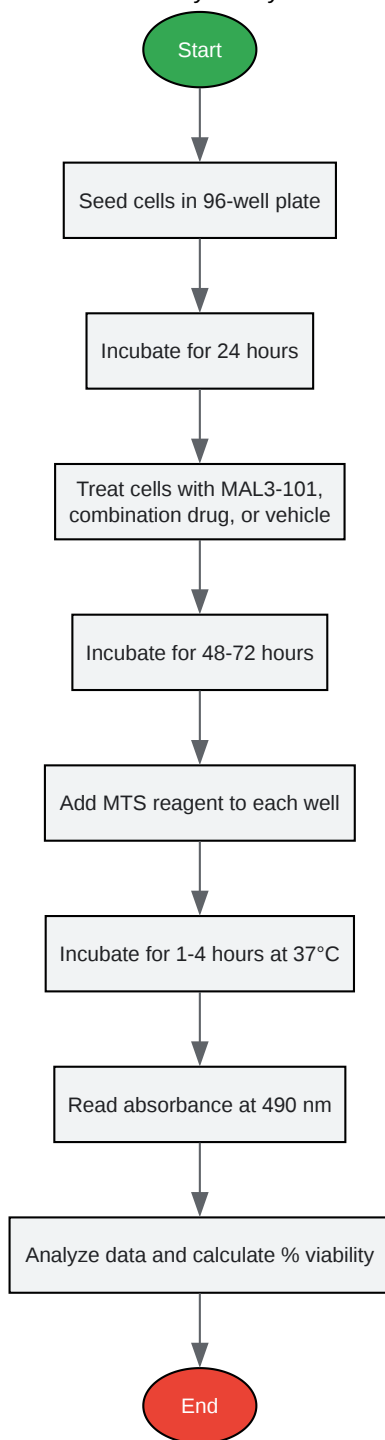 Start
Seed cells in 96-well plate
Incubate for 24 hours
Treat cells with MAL3-101,
combination drug, or vehicle
Incubate for 48-72 hours
Add MTS reagent to each well
Incubate for 1-4 hours at 37°C
Read absorbance at 490 nm
Analyze data and calculate % viability
End